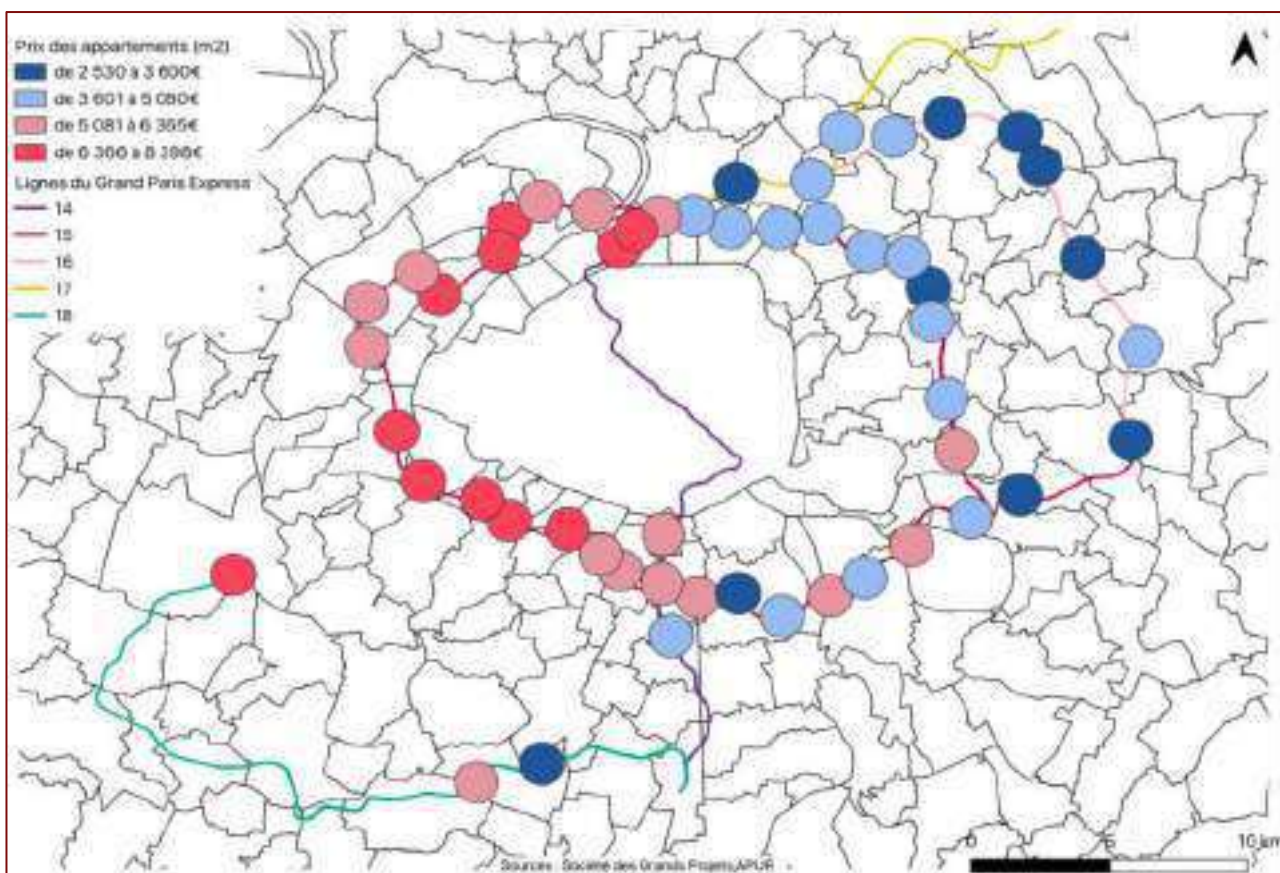 Prix des appartements (m2)
de 2 530 à 3 600€
de 3 601 à 5 080€
de 5 081 à 6 365€
de 6 366 à 8 398€
Lignes du Grand Paris Express
14
15
16
17
18
0
5
10 km
Sources : Société des Grands Projets, APUR